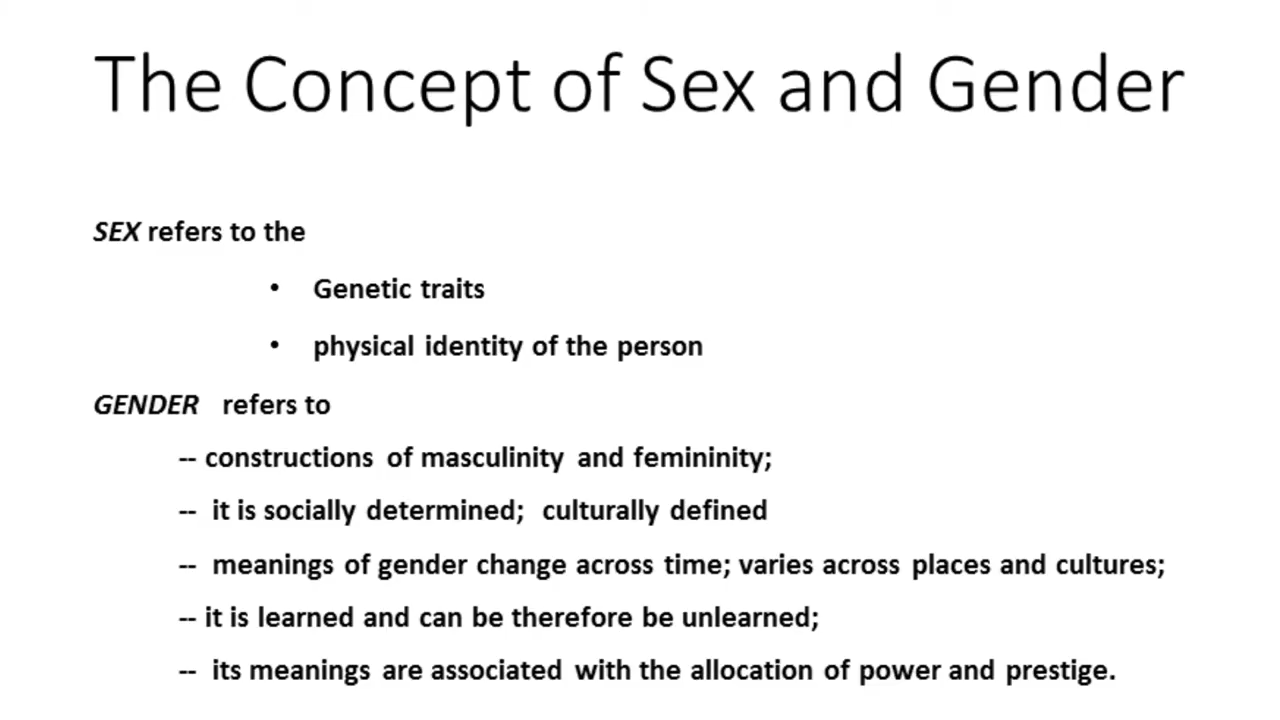 The Concept of Sex and Gender
SEX refers to the
• Genetic traits
• physical identity of the person
GENDER refers to
-- constructions of masculinity and femininity;
-- it is socially determined; culturally defined
-- meanings of gender change across time; varies across places and cultures;
-- it is learned and can be therefore be unlearned;
-- its meanings are associated with the allocation of power and prestige.